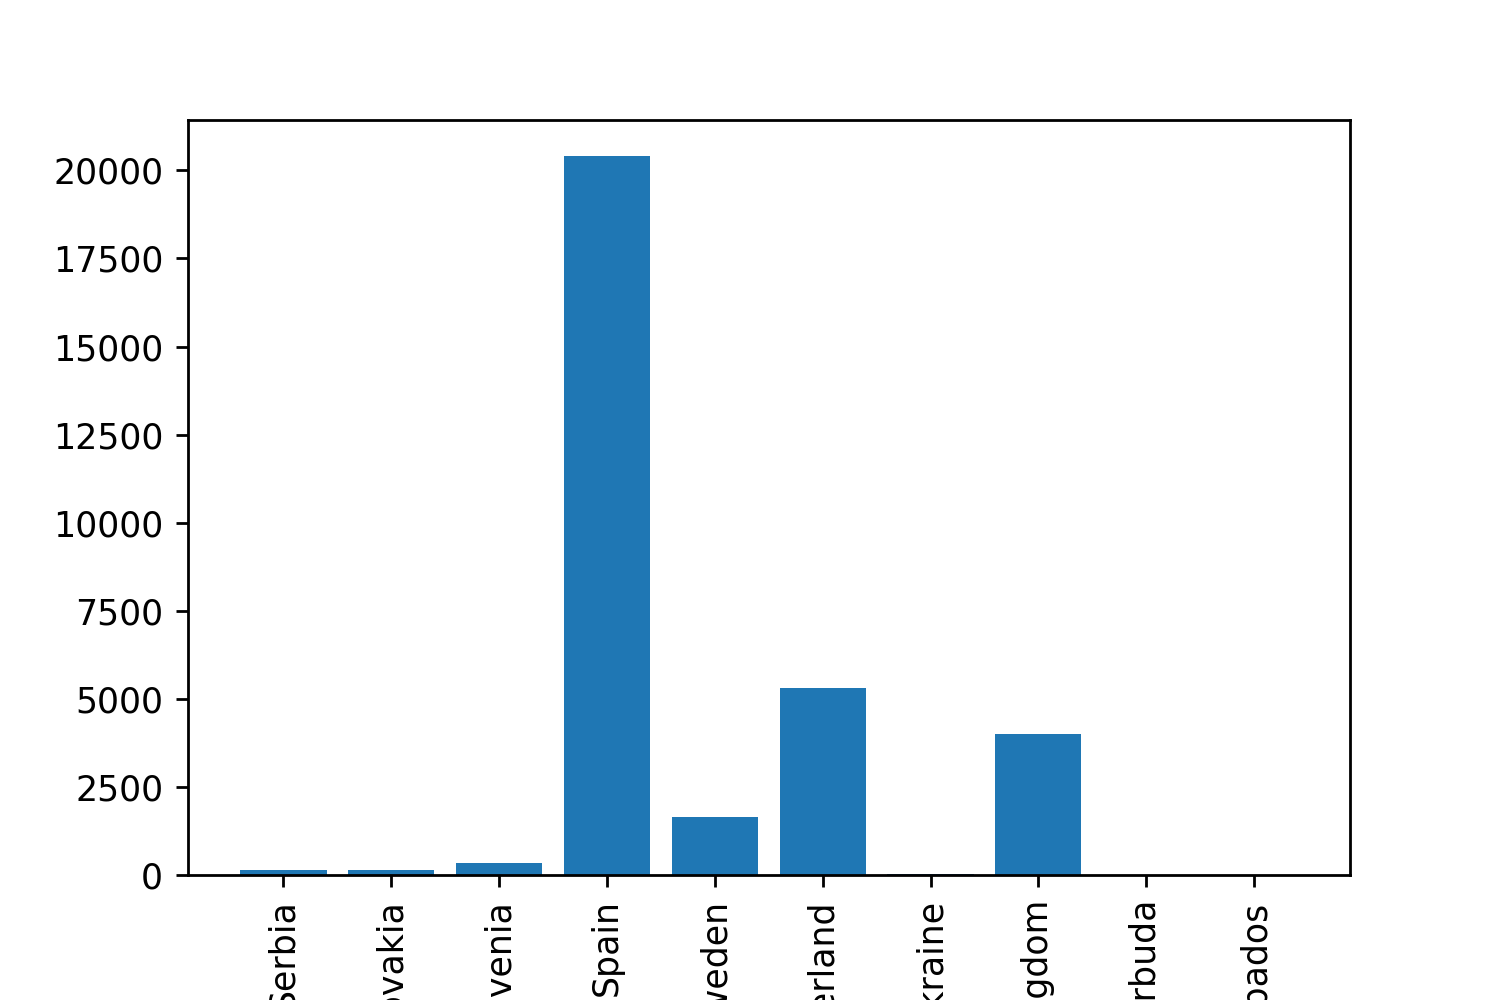 20000
17500
15000
12500
10000
7500
5000
2500
0
Serbia
ovakia
venia
Spain
weden
erland
kraine
gdom
rbuda
bados